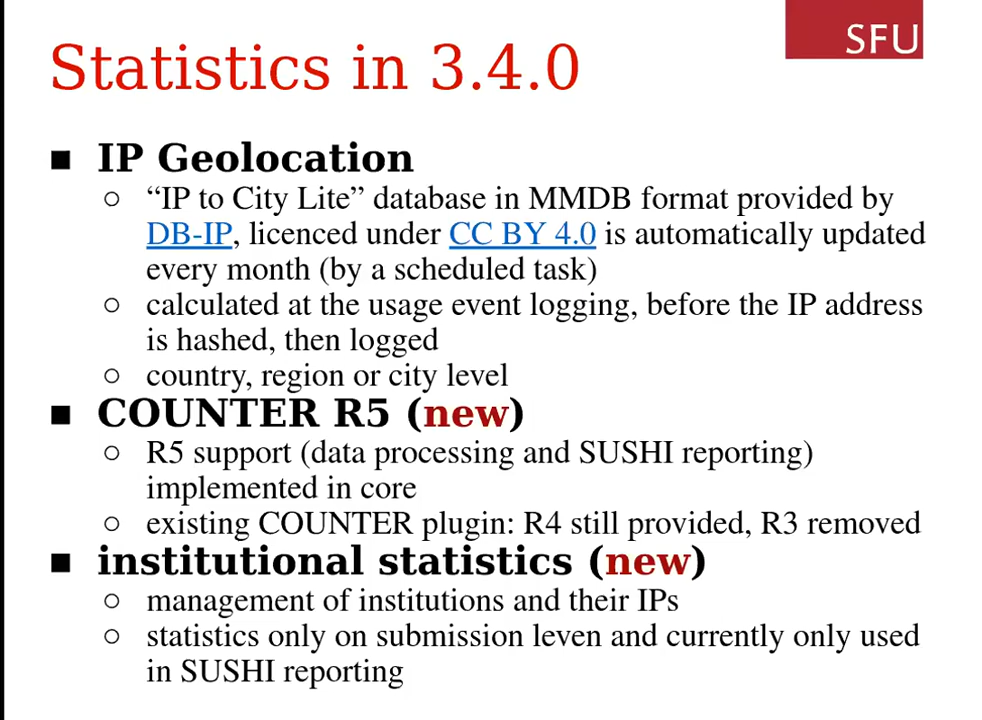 SFU
Statistics in 3.4.0
■ IP Geolocation
○ “IP to City Lite” database in MMDB format provided by
DB-IP, licenced under CC BY 4.0 is automatically updated
every month (by a scheduled task)
○ calculated at the usage event logging, before the IP address
is hashed, then logged
○ country, region or city level
■ COUNTER R5 (new)
○ R5 support (data processing and SUSHI reporting)
implemented in core
○ existing COUNTER plugin: R4 still provided, R3 removed
■ institutional statistics (new)
○ management of institutions and their IPs
○ statistics only on submission leven and currently only used
in SUSHI reporting